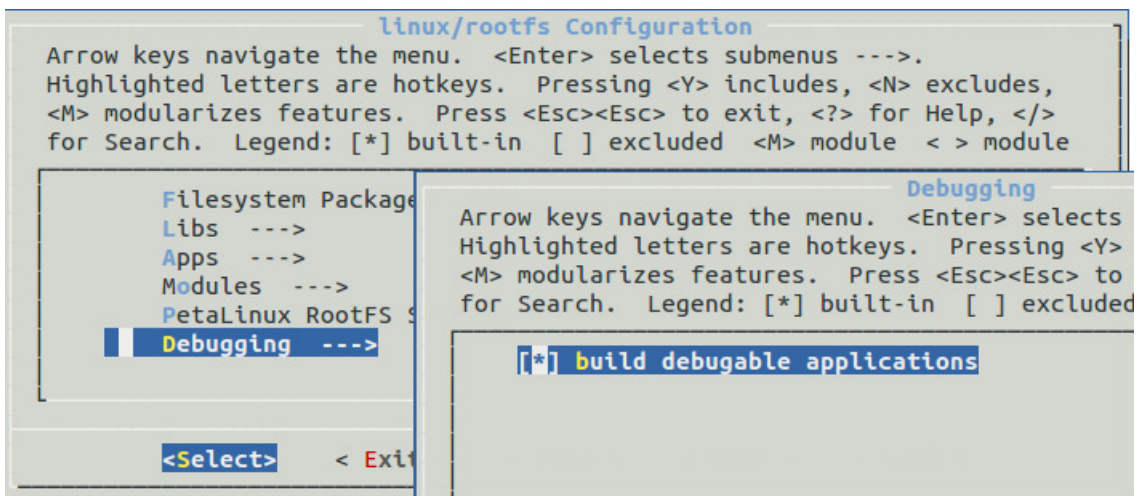 linux/rootfs Configuration
Arrow keys navigate the menu.  <Enter> selects submenus --->.
Highlighted letters are hotkeys.  Pressing <Y> includes, <N> excludes,
<M> modularizes features.  Press <Esc><Esc> to exit, <?> for Help, </>
for Search.  Legend: [*] built-in  [ ] excluded  <M> module  < > module
Filesystem Package
Libs  --->
Apps  --->
Modules  --->
PetaLinux RootFS S
Debugging  --->
<Select>    < Exit
Debugging
Arrow keys navigate the menu.  <Enter> selects
Highlighted letters are hotkeys.  Pressing <Y>
<M> modularizes features.  Press <Esc><Esc> to
for Search.  Legend: [*] built-in  [ ] excluded
[*] build debugable applications